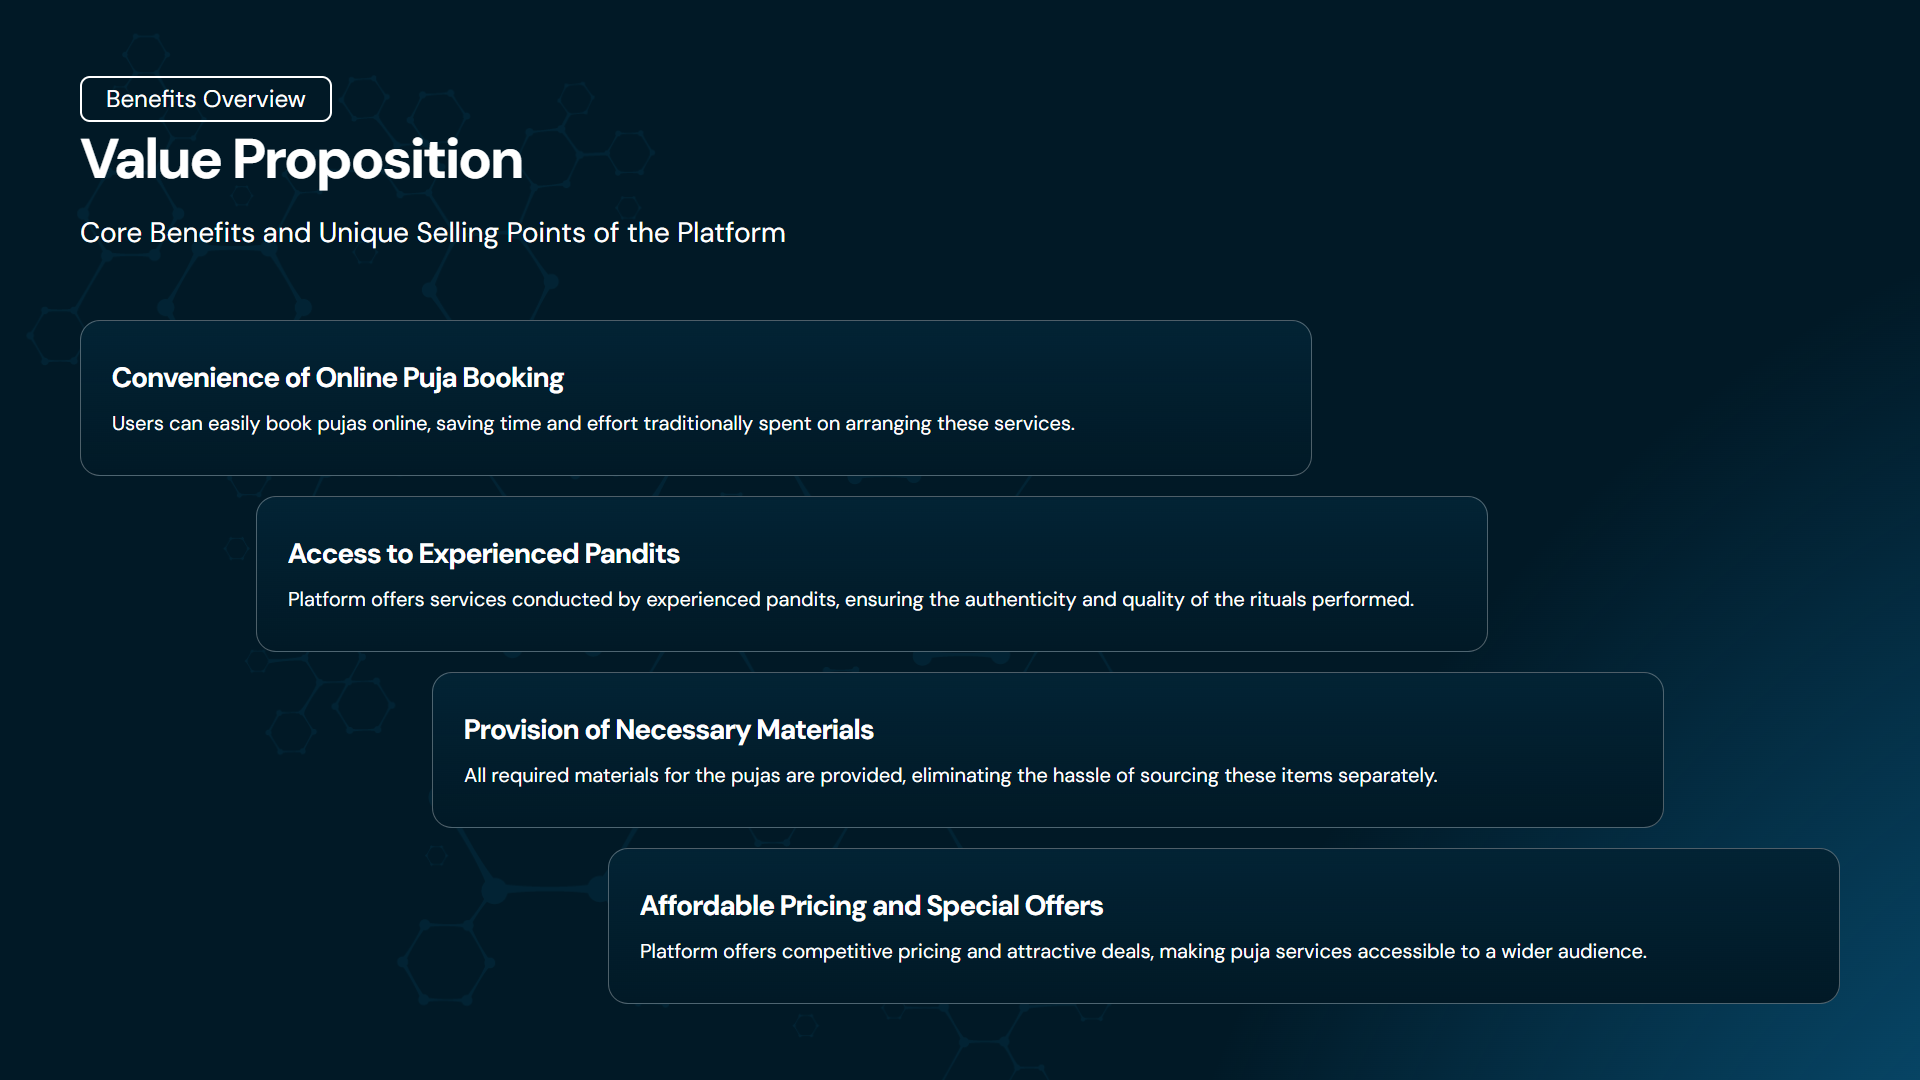 Benefits Overview
Value Proposition
Core Benefits and Unique Selling Points of the Platform
Convenience of Online Puja Booking
Users can easily book pujas online, saving time and effort traditionally spent on arranging these services.
Access to Experienced Pandits
Platform offers services conducted by experienced pandits, ensuring the authenticity and quality of the rituals performed.
Provision of Necessary Materials
All required materials for the pujas are provided, eliminating the hassle of sourcing these items separately.
Affordable Pricing and Special Offers
Platform offers competitive pricing and attractive deals, making puja services accessible to a wider audience.